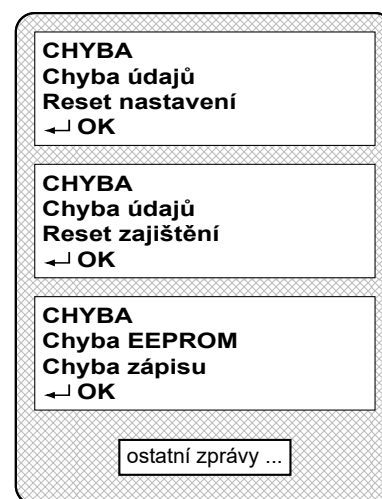 CHYBA
Chyba údajů
Reset nastavení
↵ OK
CHYBA
Chyba údajů
Reset zajištění
↵ OK
CHYBA
Chyba EEPROM
Chyba zápisu
↵ OK
ostatní zprávy ...